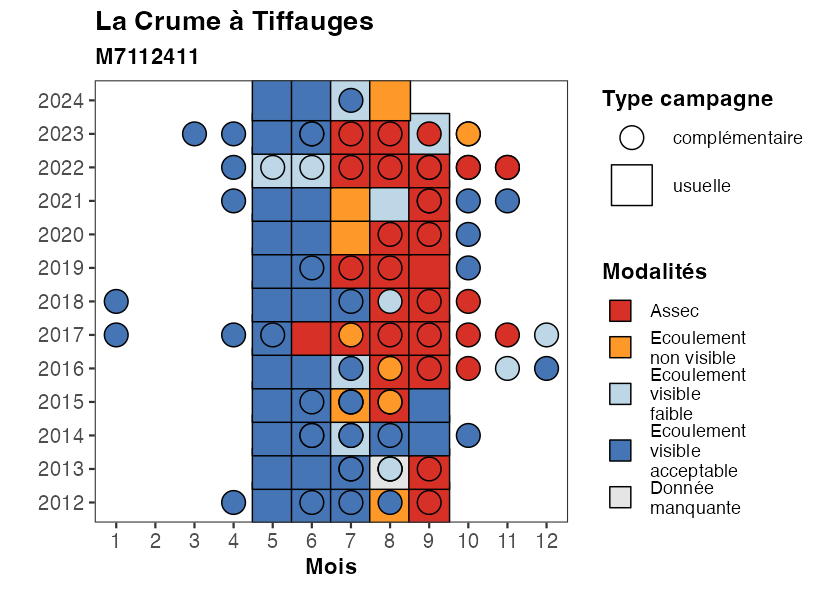 La Crume à Tiffauges
M7112411
2024
2023
2022
2021
2020
2019
2018
2017
2016
2015
2014
2013
2012
1 2 3 4 5 6 7 8 9 10 11 12
Mois
Type campagne
complémentaire
usuelle
Modalités
Assec
Ecoulement
non visible
Ecoulement
visible
faible
Ecoulement
visible
acceptable
Donnée
manquante